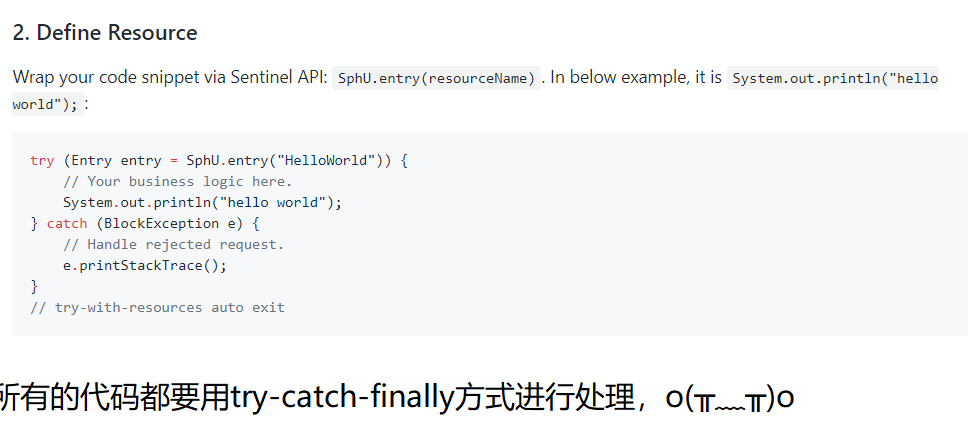 2. Define Resource
Wrap your code snippet via Sentinel API: SphU.entry(resourceName) . In below example, it is System.out.println("hello
world"); :
try (Entry entry = SphU.entry("HelloWorld")) {
    // Your business logic here.
    System.out.println("hello world");
} catch (BlockException e) {
    // Handle rejected request.
    e.printStackTrace();
}
// try-with-resources auto exit
所有的代码都要用try-catch-finally方式进行处理，o(╥﹏╥)o